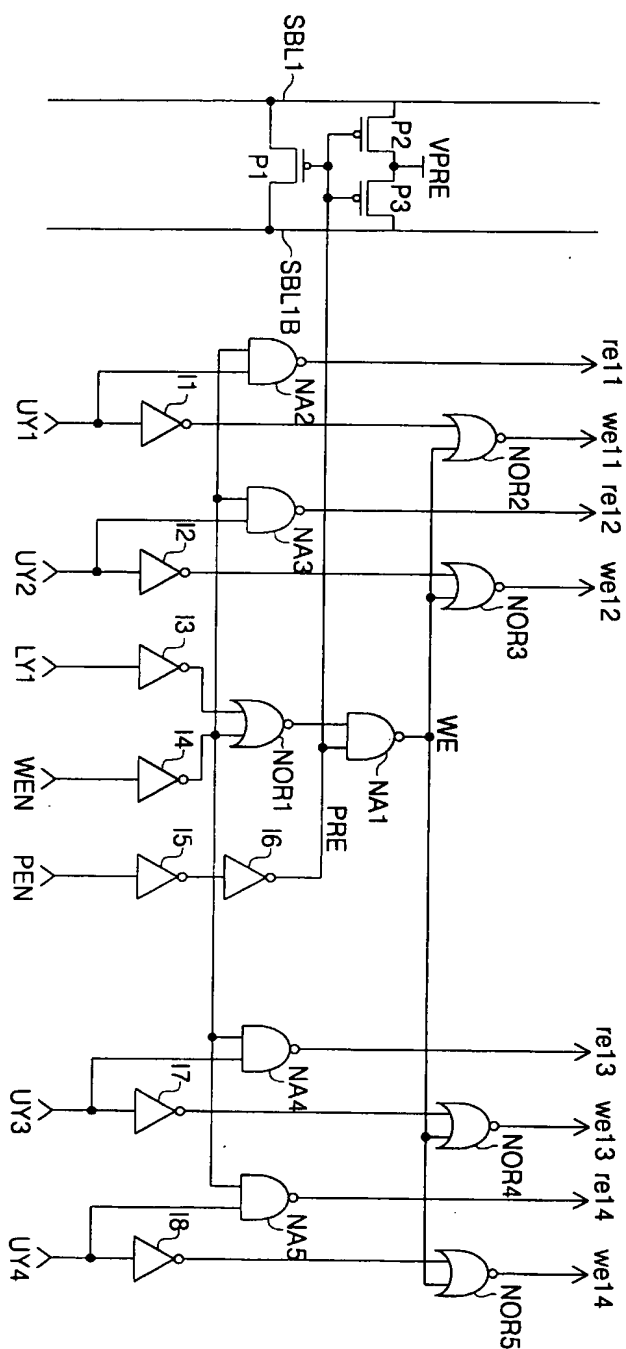 SBL1
P1
P2
VPRE
P3
SBL1B
re11
we11
re12
we12
NA2
I1
UY1
NOR2
NA3
I2
UY2
NOR3
I3
LY1
NOR1
I4
WEN
NA1
WE
PRE
I5
I6
PEN
re13
we13
re14
we14
NA4
I7
UY3
NOR4
NA5
I8
UY4
NOR5